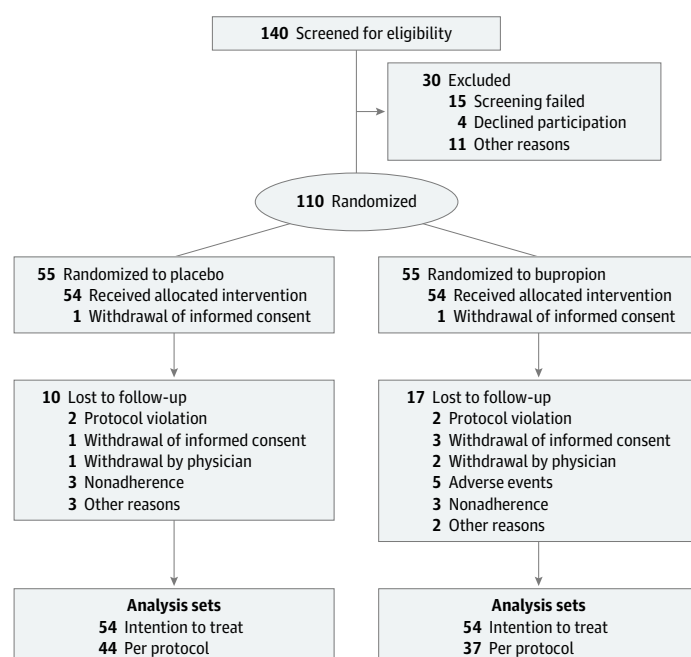 140 Screened for eligibility
30 Excluded
15 Screening failed
4 Declined participation
11 Other reasons
110 Randomized
55 Randomized to placebo
54 Received allocated intervention
1 Withdrawal of informed consent
55 Randomized to bupropion
54 Received allocated intervention
1 Withdrawal of informed consent
10 Lost to follow-up
2 Protocol violation
1 Withdrawal of informed consent
1 Withdrawal by physician
3 Nonadherence
3 Other reasons
17 Lost to follow-up
2 Protocol violation
3 Withdrawal of informed consent
2 Withdrawal by physician
5 Adverse events
3 Nonadherence
2 Other reasons
Analysis sets
54 Intention to treat
44 Per protocol
Analysis sets
54 Intention to treat
37 Per protocol